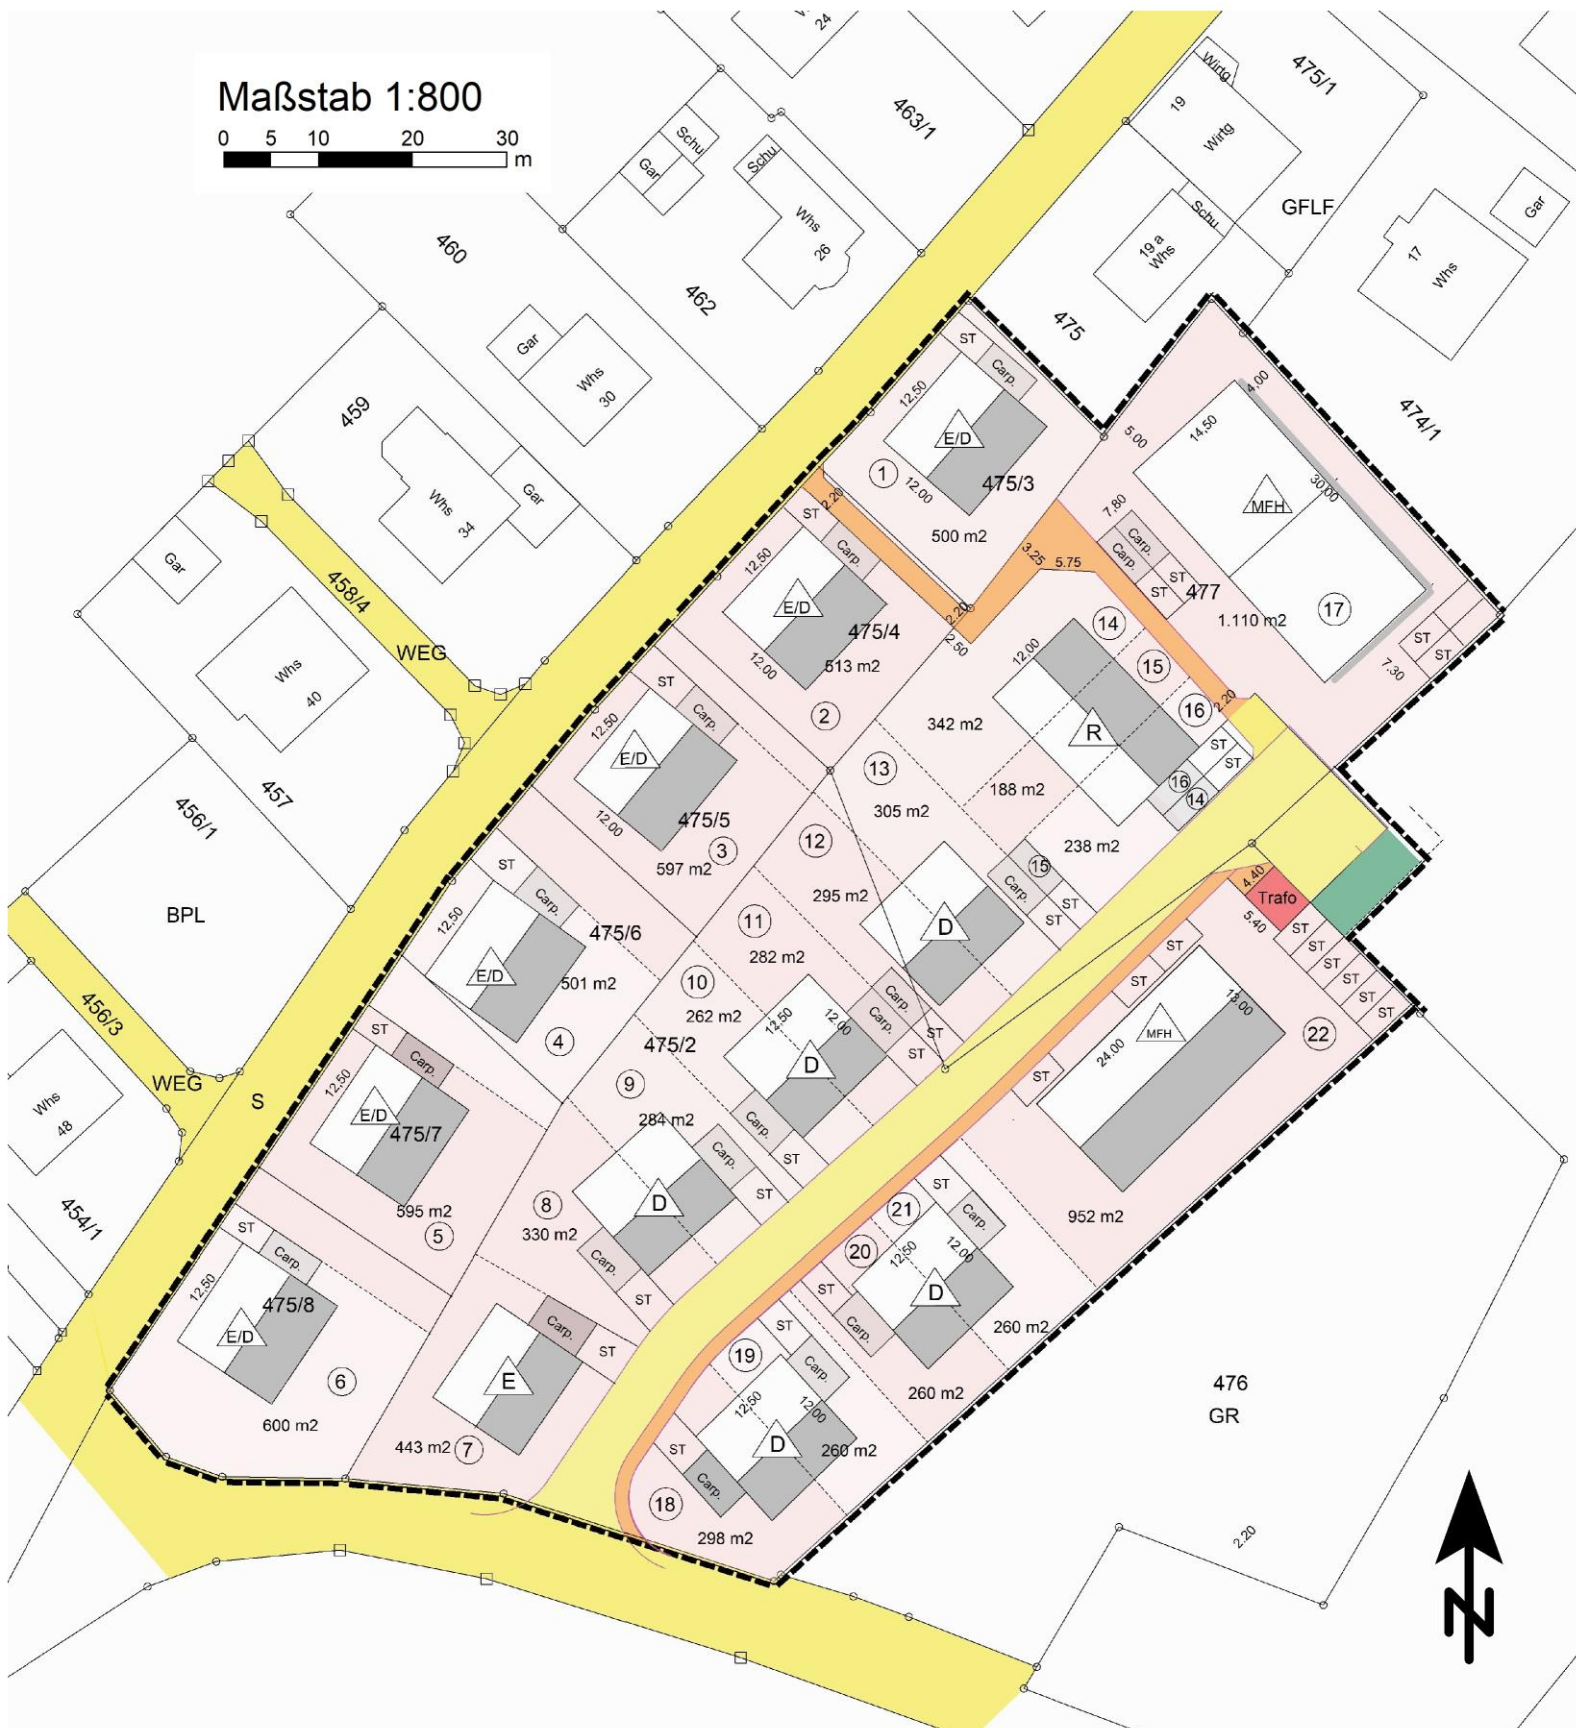 Maßstab 1:800
0 5 10 20 30
m
24
463/1
Wirtg
475/1
19
Wirtg
Schu
Gar
Schu
Whs
26
460
462
GFLF
Gar
Schu
19 a
Whs
17
Whs
475
474/1
Gar
Whs
30
459
Gar
Whs
34
Gar
458/4
WEG
Whs
40
457
456/1
BPL
456/3
WEG
S
Whs
48
454/1
ST
Carp.
12,50
E/D
1
12.00
475/3
500 m2
2.20
4,00
5.00
14,50
30,00
MFH
7.80
Carp.
Carp.
ST
ST
477
1.110 m2
17
ST
ST
7.30
3.25
5.75
2.20
2.50
ST
Carp.
12,50
E/D
475/4
12.00
513 m2
2
14
12,00
15
16
2.20
342 m2
R
ST
ST
16
14
188 m2
238 m2
ST
Carp.
12,50
E/D
475/5
12.00
3
597 m2
13
305 m2
12
295 m2
15
Carp.
ST
ST
D
ST
Carp.
12,50
475/6
E/D
501 m2
4
11
282 m2
10
262 m2
475/2
12,50
12,00
Carp.
Carp.
ST
ST
D
Carp.
ST
4.40
Trafo
5.40
ST
ST
ST
ST
ST
ST
ST
ST
ST
13.00
24,00
MFH
22
952 m2
ST
Carp.
12,50
E/D
475/7
595 m2
5
9
284 m2
Carp.
ST
D
8
330 m2
Carp.
ST
ST
Carp.
12,50
475/8
E/D
6
600 m2
Carp.
ST
E
443 m2
7
21
ST
Carp.
20
12,50
12,00
ST
D
Carp.
260 m2
260 m2
ST
19
Carp.
12,50
12,00
D
260 m2
ST
Carp.
18
298 m2
476
GR
2.20
N